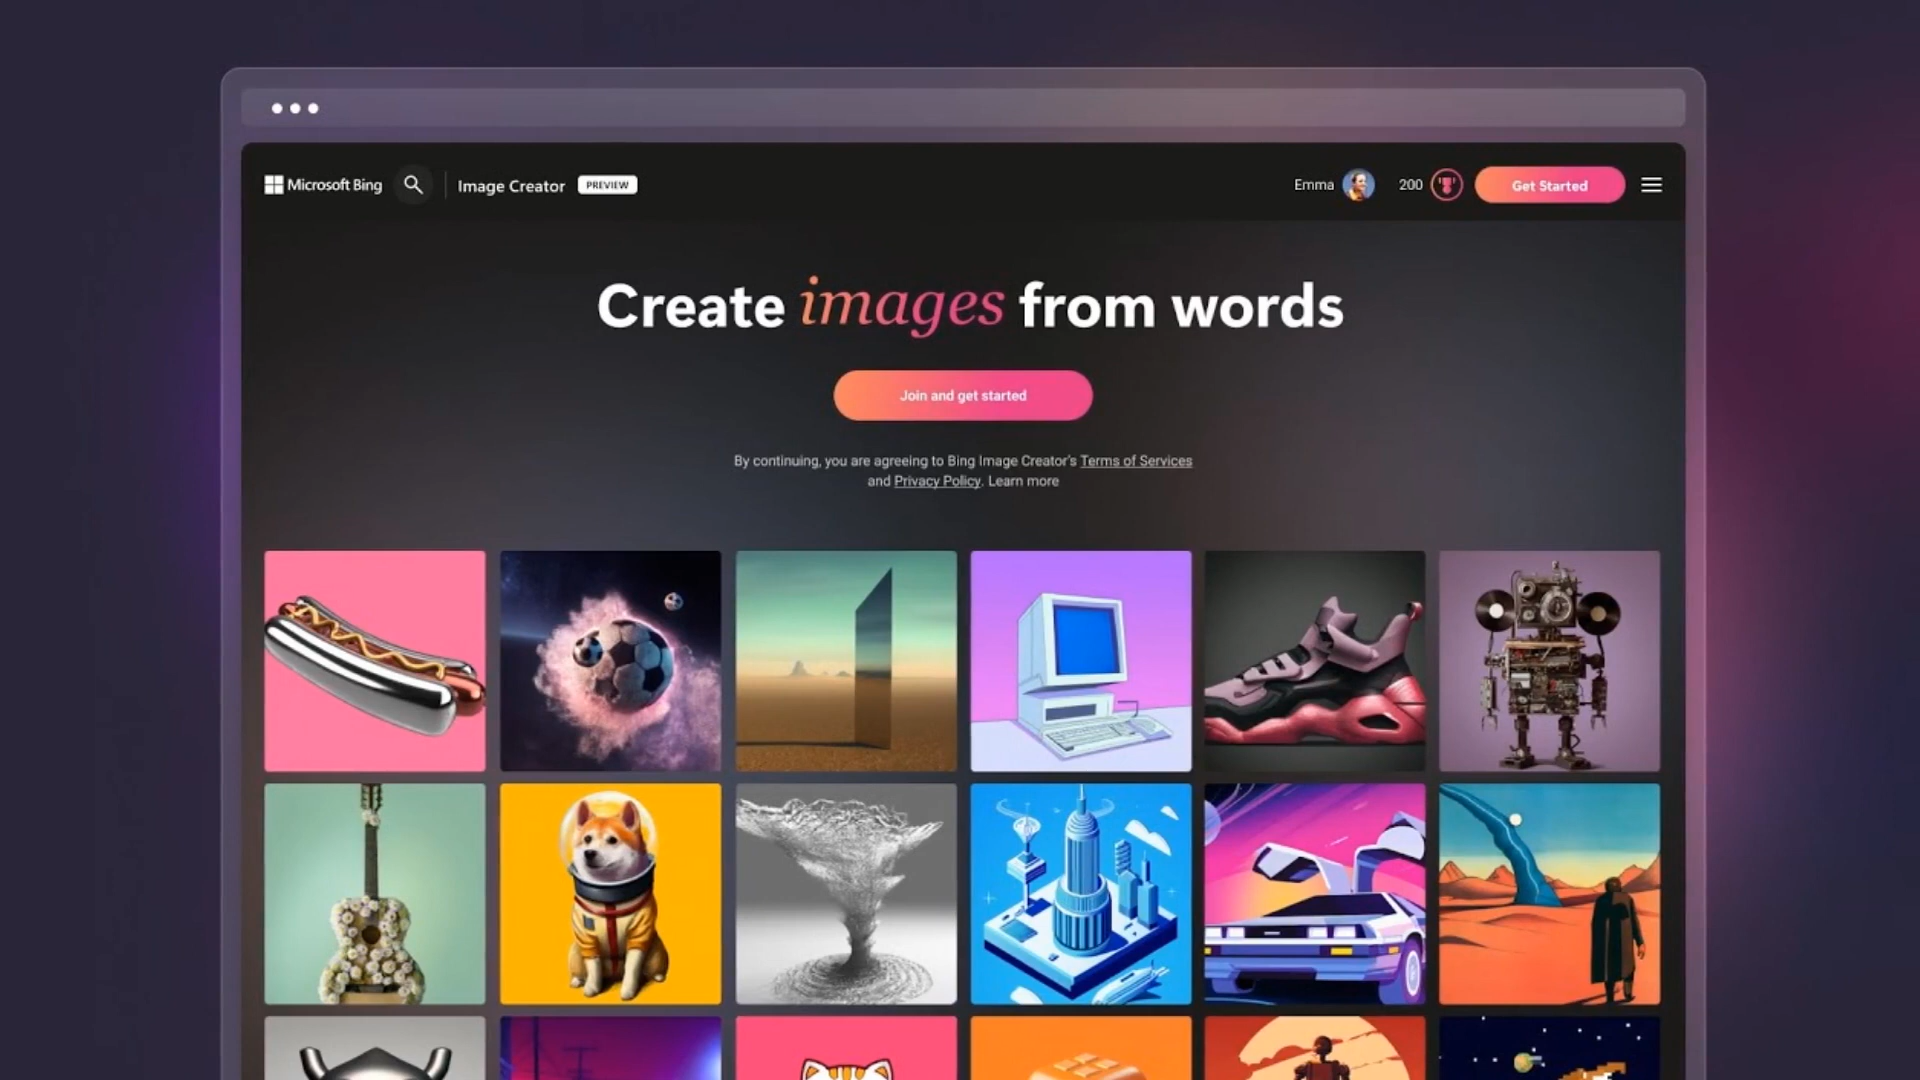 Microsoft Bing
Image Creator
PREVIEW
Emma
200
Get Started
Create images from words
Join and get started
By continuing, you are agreeing to Bing Image Creator's Terms of Services
and Privacy Policy. Learn more